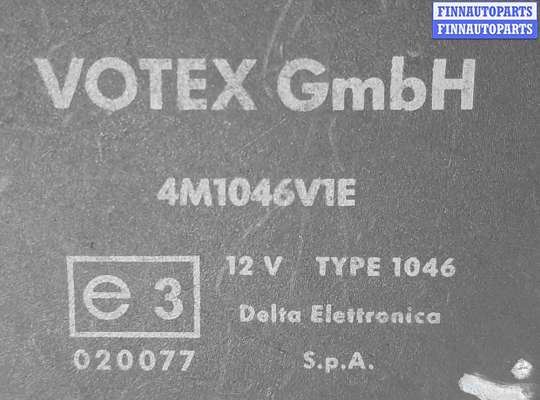 FINNAUTOPARTS
FINNAUTOPARTS
VOTEX GmbH
4M1046V1E
e 3
12 V TYPE 1046
Delta Elettronica
020077
S.p.A.